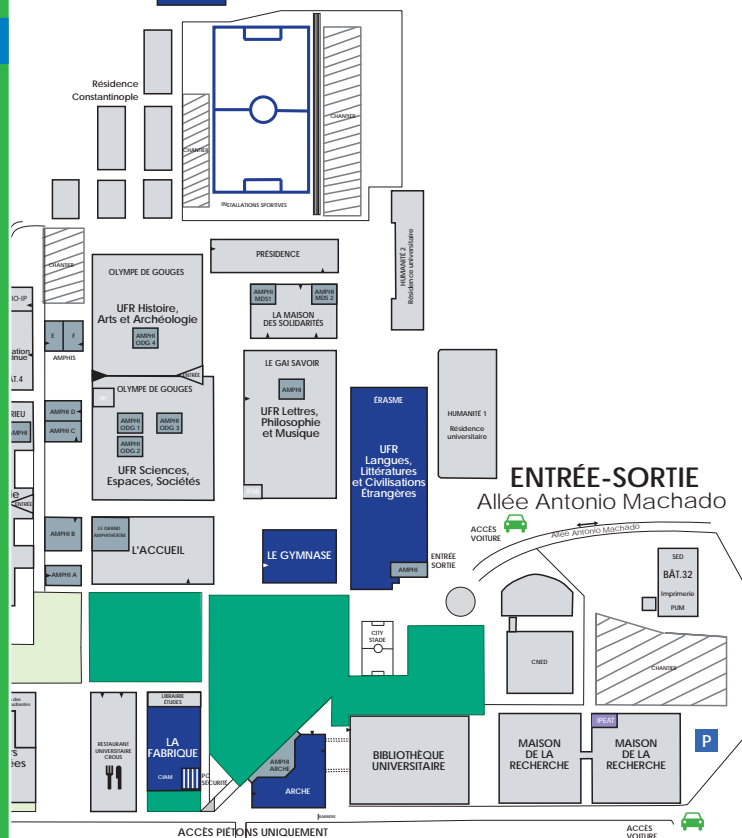 Résidence
Constantinople
CHANTIER
CHANTIER
INSTALLATIONS SPORTIVES
CHANTIER
PRÉSIDENCE
HUMANITÉ 2
Résidence universitaire
OLYMPE DE GOUGES
UFR Histoire,
Arts et Archéologie
AMPHI
ODG 4
AMPHI
MDS1
AMPHI
MDS 2
LA MAISON
DES SOLIDARITÉS
IO-IP
E
F
AMPHIS
ÂT.4
ENTRÉE
OLYMPE DE GOUGES
AMPHI
ODG 1
AMPHI
ODG 3
AMPHI
ODG 2
UFR Sciences,
Espaces, Sociétés
LE GAI SAVOIR
AMPHI
UFR Lettres,
Philosophie
et Musique
ÉRASME
UFR
Langues,
Littératures
et Civilisations
Étrangères
AMPHI
ENTRÉE
SORTIE
HUMANITÉ 1
Résidence
universitaire
RIEU
AMPHI
AMPHI D
AMPHI C
ENTRÉE
AMPHI B
AMPHI A
LE GRAND
AMPHITHÉÂTRE
L'ACCUEIL
LE GYMNASE
ENTRÉE-SORTIE
Allée Antonio Machado
ACCÈS
VOITURE
Allée Antonio Machado
SED
BÂT.32
Imprimerie
PUM
CITY
STADE
CNED
CHANTIER
RESTAURANT
UNIVERSITAIRE
CROUS
LIBRAIRIE
ÉTUDES
LA
FABRIQUE
CIAM
PC
SÉCURITÉ
AMPHI
ARCHE
ARCHE
BIBLIOTHÈQUE
UNIVERSITAIRE
MAISON
DE LA
RECHERCHE
IPEAT
MAISON
DE LA
RECHERCHE
P
ACCÈS PIÉTONS UNIQUEMENT
ACCÈS
VOITURE